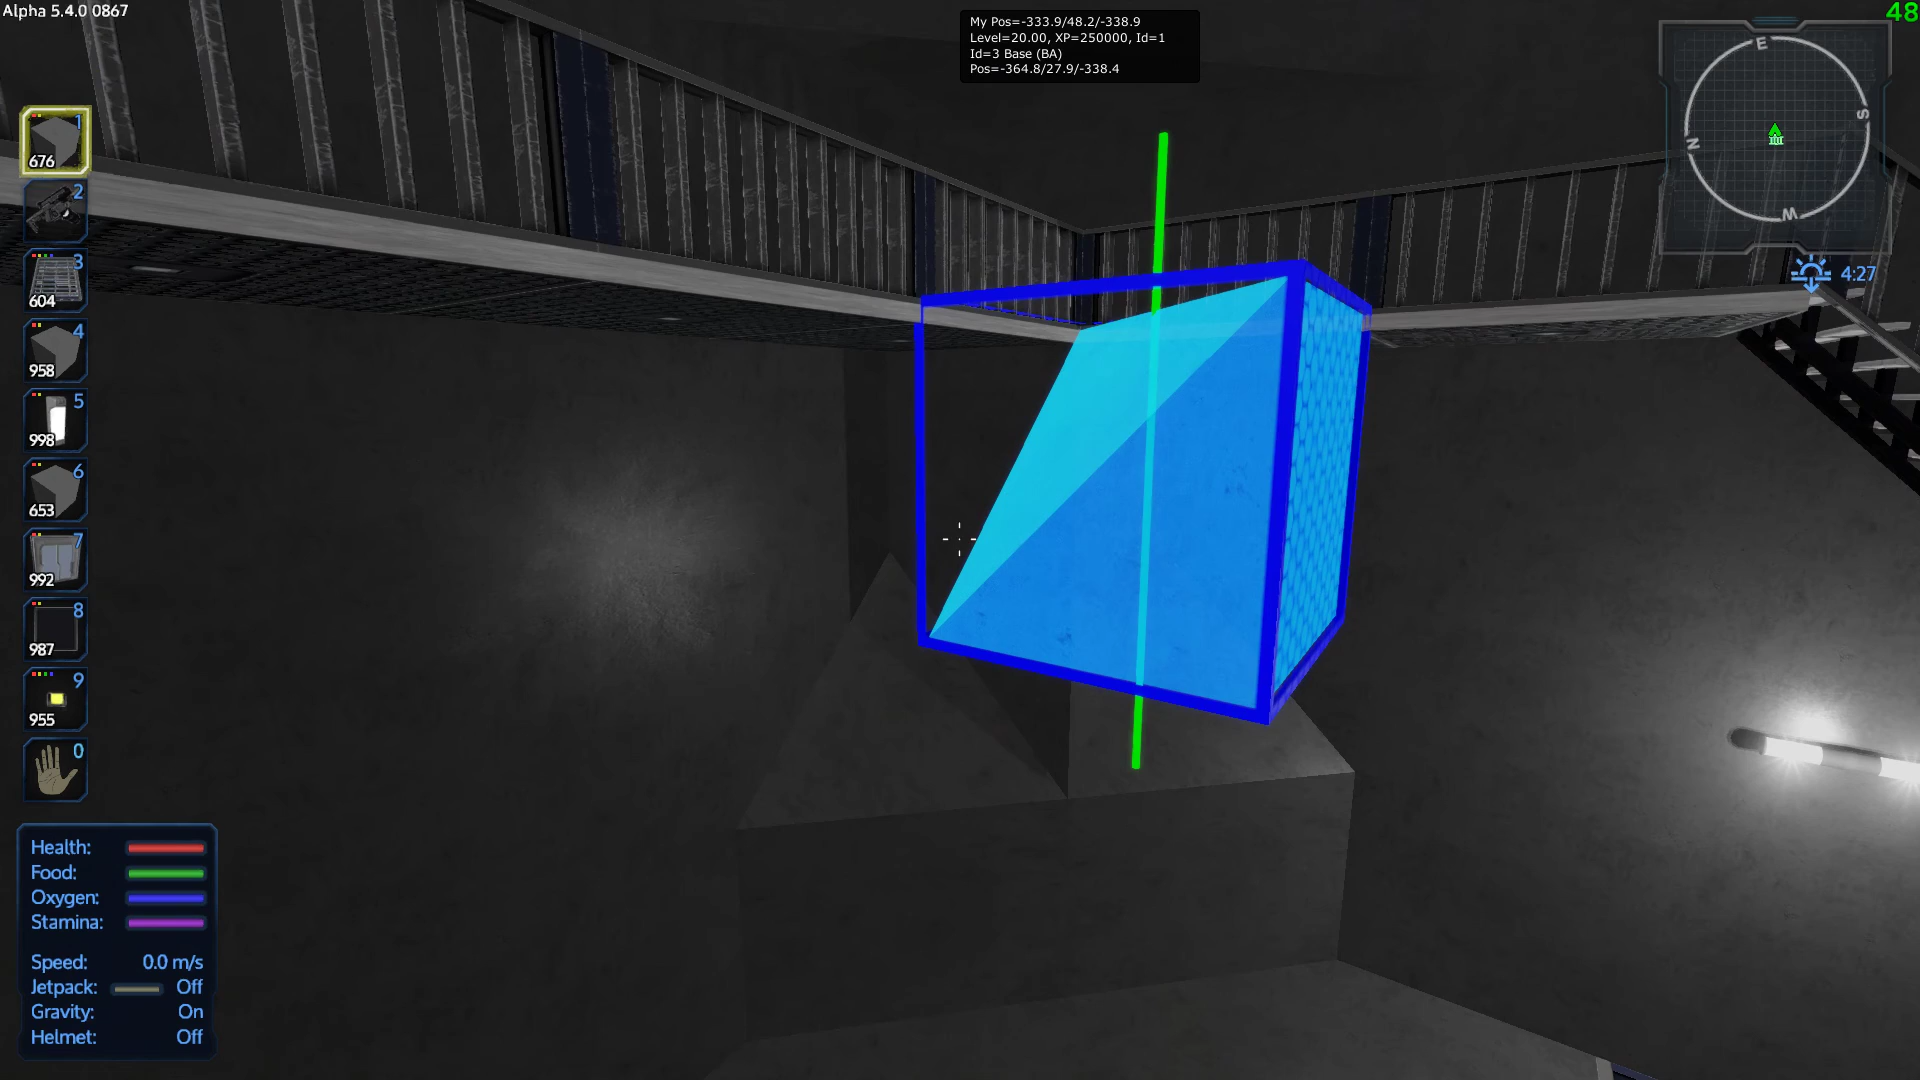 Alpha 5.4.0 0867
My Pos=-333.9/48.2/-338.9
Level=20.00, XP=250000, Id=1
Id=3 Base (BA)
Pos=-364.8/27.9/-338.4
48
E
S
N
W
4:27
1
676
2
3
604
4
958
5
998
6
653
7
992
8
987
9
955
0
Health:
Food:
Oxygen:
Stamina:
Speed: 0.0 m/s
Jetpack: Off
Gravity: On
Helmet: Off